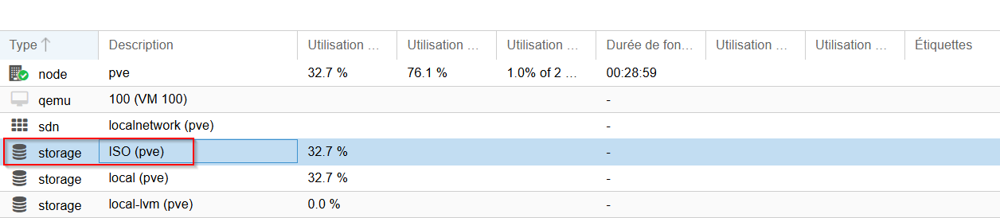 Type Description Utilisation ... Utilisation ... Utilisation ... Durée de fon... Utilisation ... Utilisation ... Étiquettes
node pve 32.7 % 76.1 % 1.0% of 2 ... 00:28:59
qemu 100 (VM 100) -
sdn localnetwork (pve) -
storage ISO (pve) 32.7 % -
storage local (pve) 32.7 % -
storage local-lvm (pve) 0.0 % -